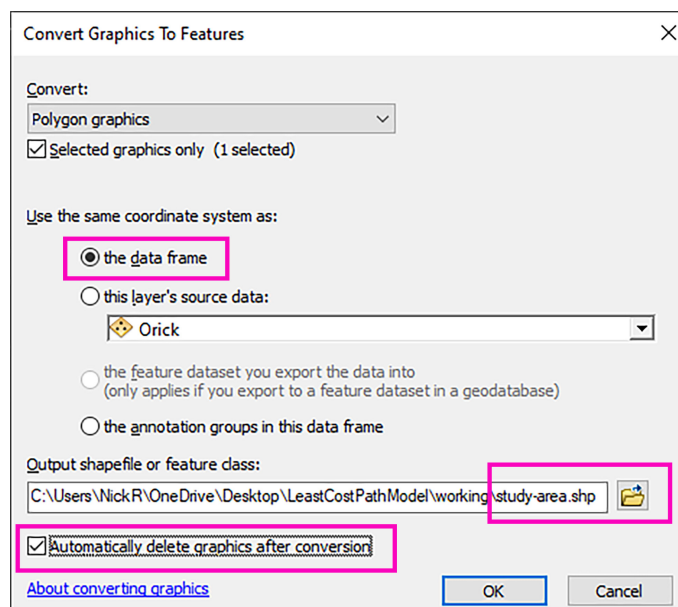 Convert Graphics To Features
Convert:
Polygon graphics
Selected graphics only (1 selected)
Use the same coordinate system as:
the data frame
this layer's source data:
Orick
the feature dataset you export the data into
(only applies if you export to a feature dataset in a geodatabase)
the annotation groups in this data frame
Output shapefile or feature class:
C:\Users\NickR\OneDrive\Desktop\LeastCostPathModel\working\study-area.shp
Automatically delete graphics after conversion
About converting graphics
OK
Cancel